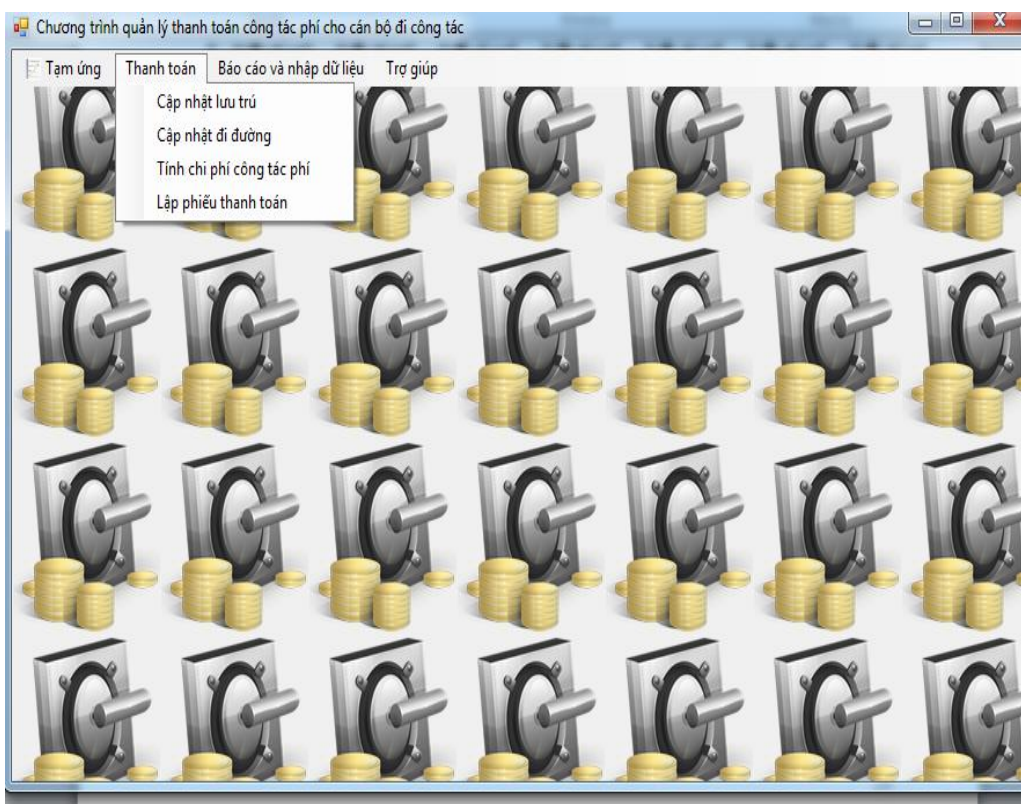 Chương trình quản lý thanh toán công tác phí cho cán bộ đi công tác
Tạm ứng Thanh toán Báo cáo và nhập dữ liệu Trợ giúp
Cập nhật lưu trú
Cập nhật đi đường
Tính chi phí công tác phí
Lập phiếu thanh toán